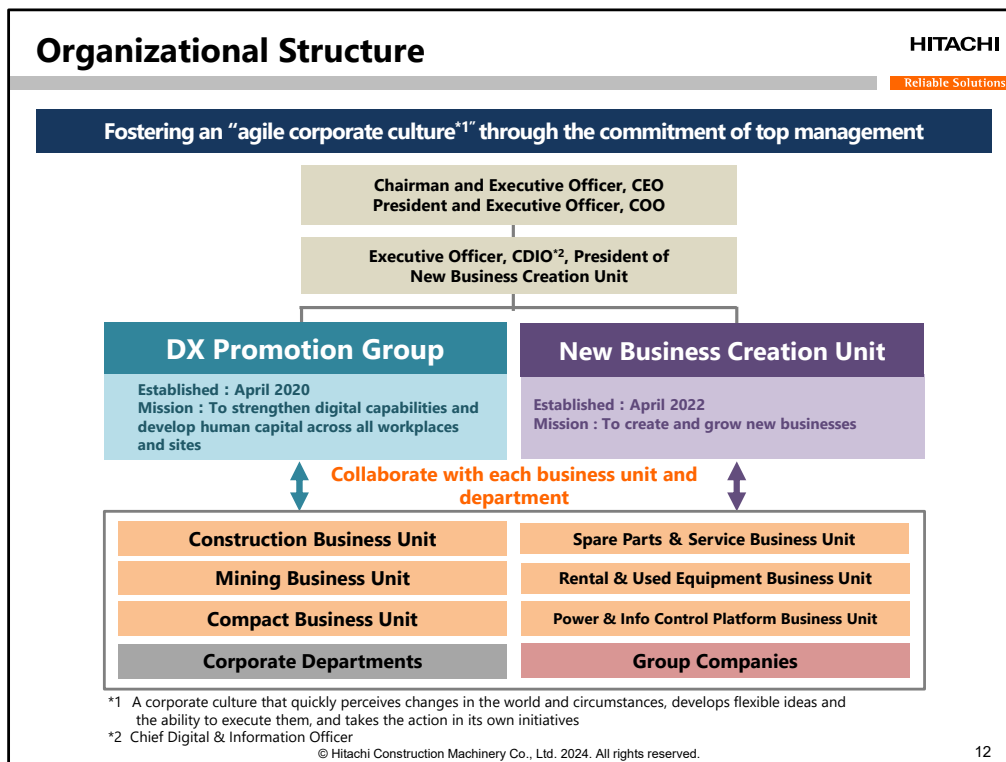 Organizational Structure
HITACHI
Reliable Solutions
Fostering an “agile corporate culture*1” through the commitment of top management
Chairman and Executive Officer, CEO
President and Executive Officer, COO
Executive Officer, CDIO*2, President of
New Business Creation Unit
DX Promotion Group
Established : April 2020
Mission : To strengthen digital capabilities and
develop human capital across all workplaces
and sites
New Business Creation Unit
Established : April 2022
Mission : To create and grow new businesses
Collaborate with each business unit and
department
Construction Business Unit
Mining Business Unit
Compact Business Unit
Corporate Departments
Spare Parts & Service Business Unit
Rental & Used Equipment Business Unit
Power & Info Control Platform Business Unit
Group Companies
*1 A corporate culture that quickly perceives changes in the world and circumstances, develops flexible ideas and
the ability to execute them, and takes the action in its own initiatives
*2 Chief Digital & Information Officer
© Hitachi Construction Machinery Co., Ltd. 2024. All rights reserved.
12